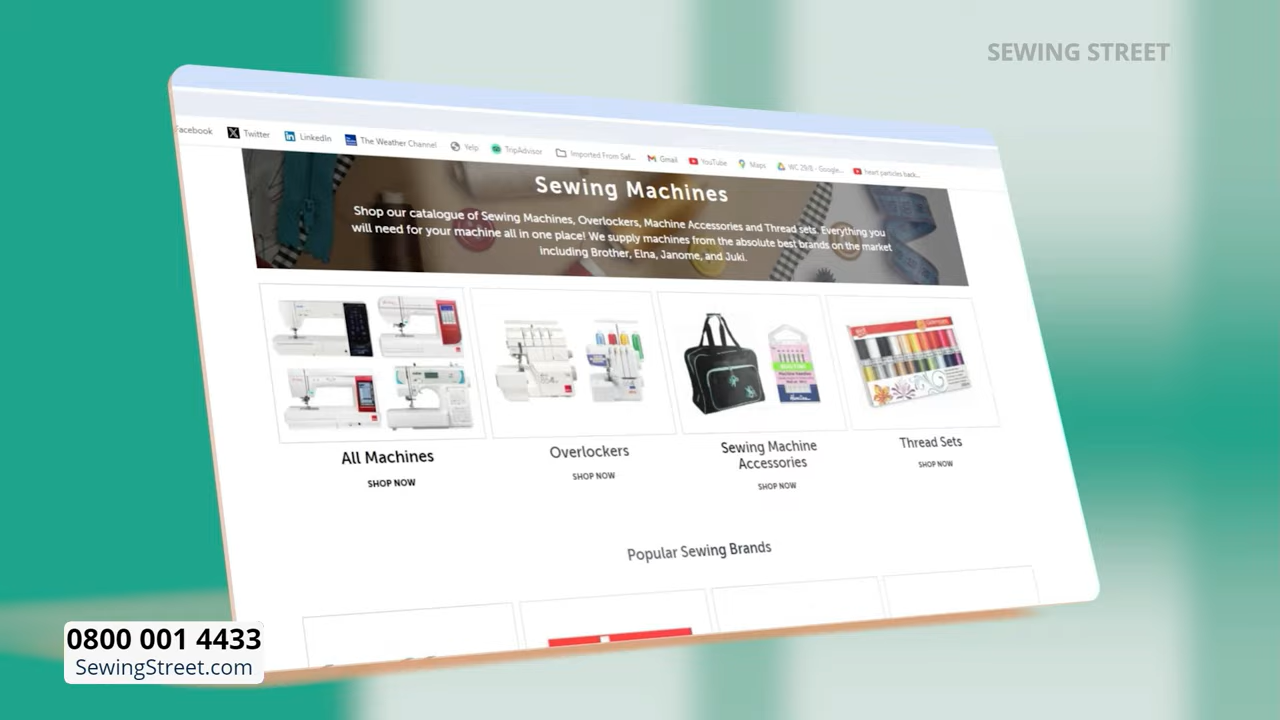 SEWING STREET
Facebook Twitter LinkedIn The Weather Channel Yelp TripAdvisor Imported From Saf... Gmail YouTube Maps WC 29/8 - Google... heart particles back...
Sewing Machines
Shop our catalogue of Sewing Machines, Overlockers, Machine Accessories and Thread sets. Everything you
will need for your machine all in one place! We supply machines from the absolute best brands on the market
including Brother, Elna, Janome, and Juki.
All Machines
SHOP NOW
Overlockers
SHOP NOW
Sewing Machine
Accessories
SHOP NOW
Thread Sets
SHOP NOW
Popular Sewing Brands
0800 001 4433
SewingStreet.com